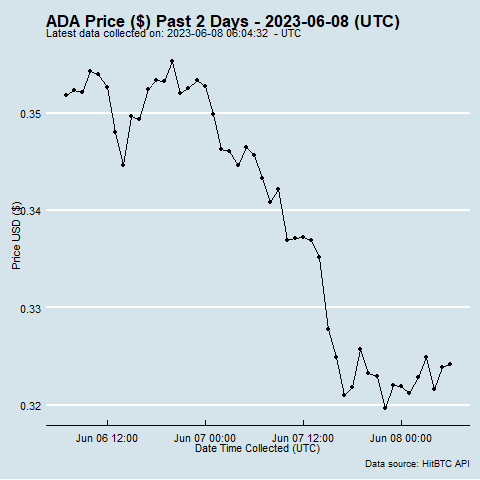 ADA Price ($) Past 2 Days - 2023-06-08 (UTC)
Latest data collected on: 2023-06-08 06:04:32 - UTC
0.35
0.34
0.33
0.32
Price USD ($)
Jun 06 12:00
Jun 07 00:00
Jun 07 12:00
Jun 08 00:00
Date Time Collected (UTC)
Data source: HitBTC API